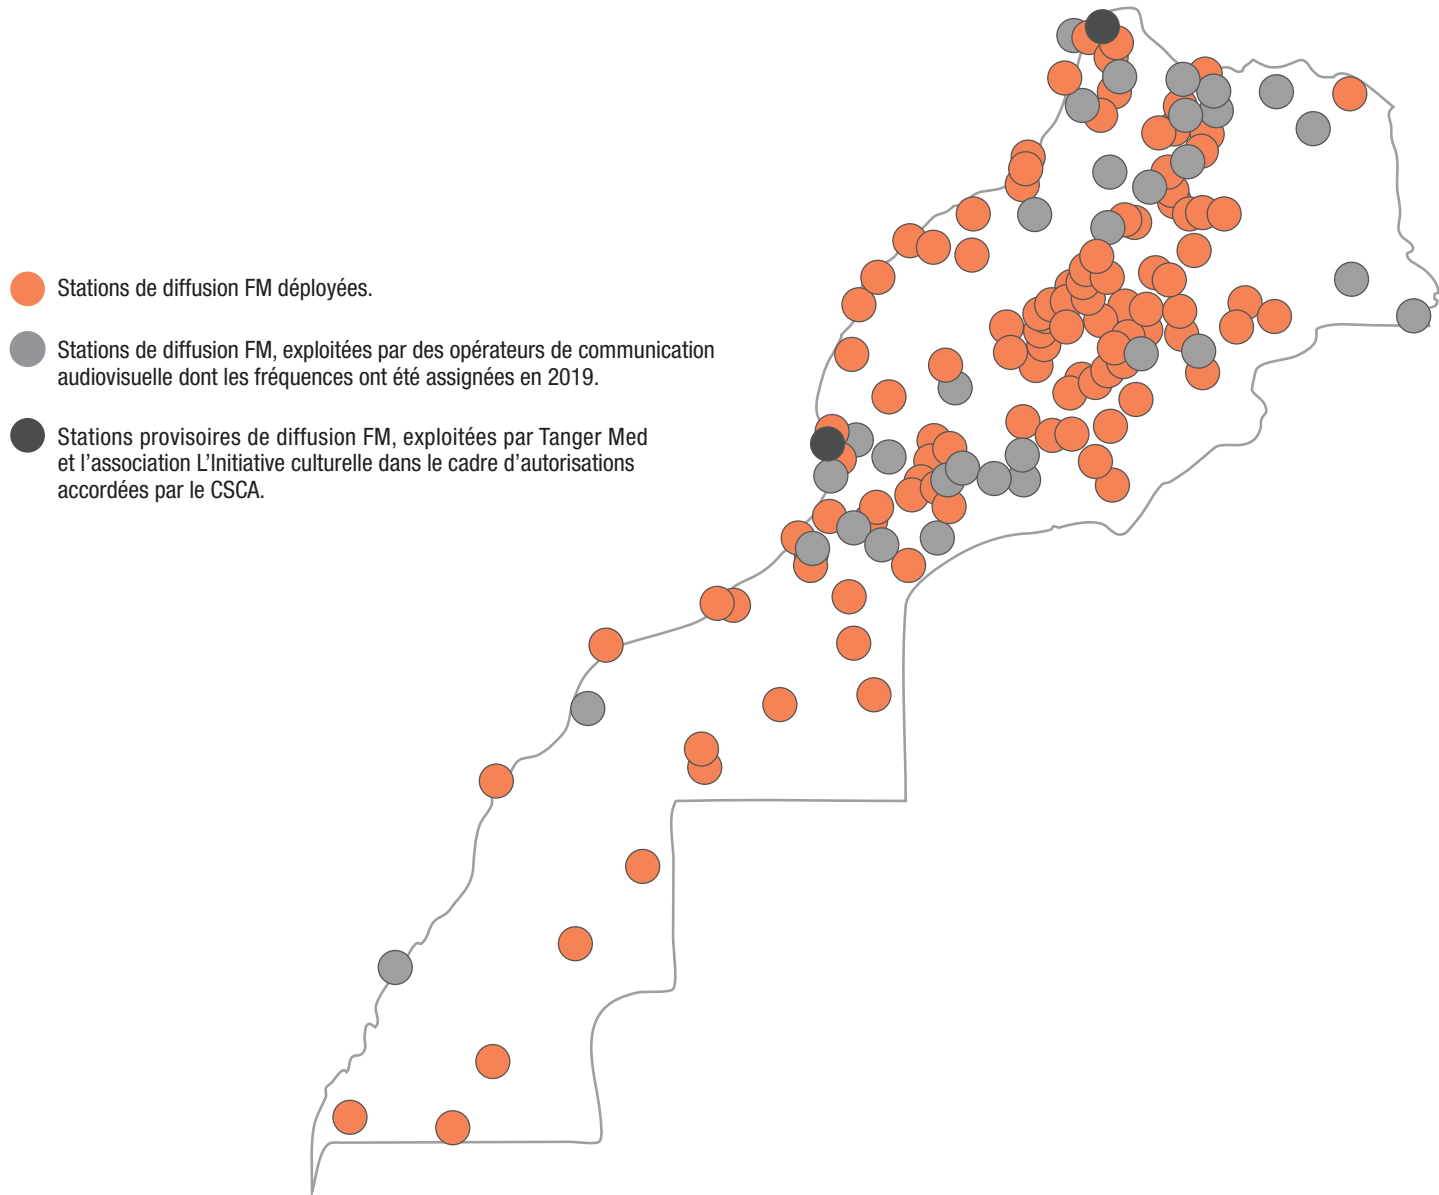 Stations de diffusion FM déployées.
Stations de diffusion FM, exploitées par des opérateurs de communication
audiovisuelle dont les fréquences ont été assignées en 2019.
Stations provisoires de diffusion FM, exploitées par Tanger Med
et l’association L’Initiative culturelle dans le cadre d’autorisations
accordées par le CSCA.